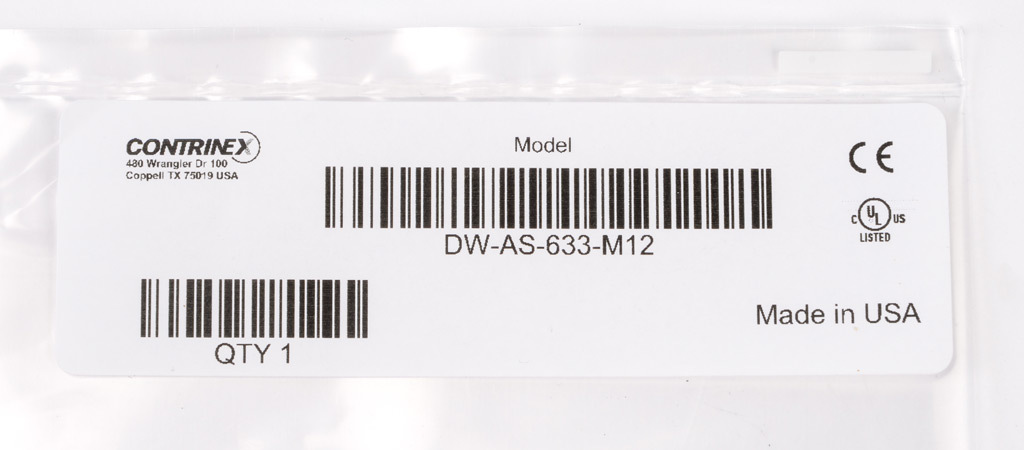 CONTRINEX
480 Wrangler Dr 100
Coppell TX 75019 USA
Model
DW-AS-633-M12
CE
C UL US
LISTED
QTY 1
Made in USA